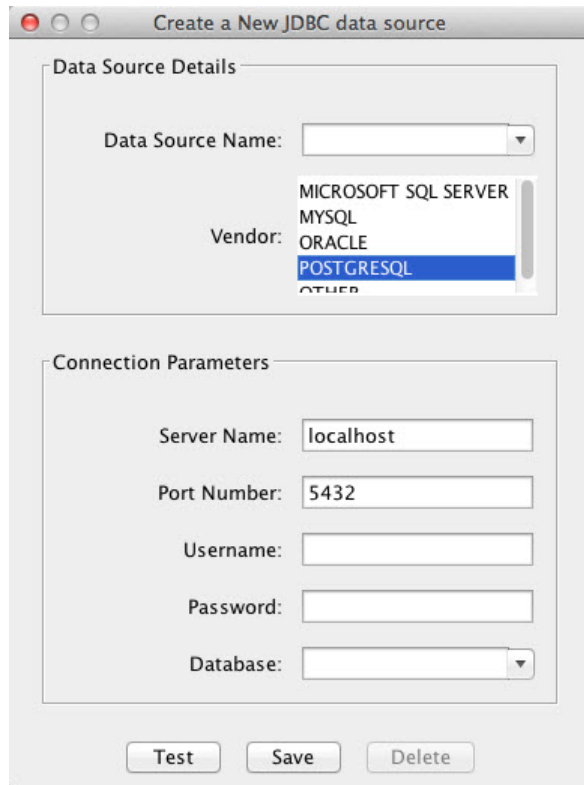 Create a New JDBC data source
Data Source Details
Data Source Name:
Vendor:
MICROSOFT SQL SERVER
MYSQL
ORACLE
POSTGRESQL
OTHER
Connection Parameters
Server Name: localhost
Port Number: 5432
Username:
Password:
Database:
Test Save Delete